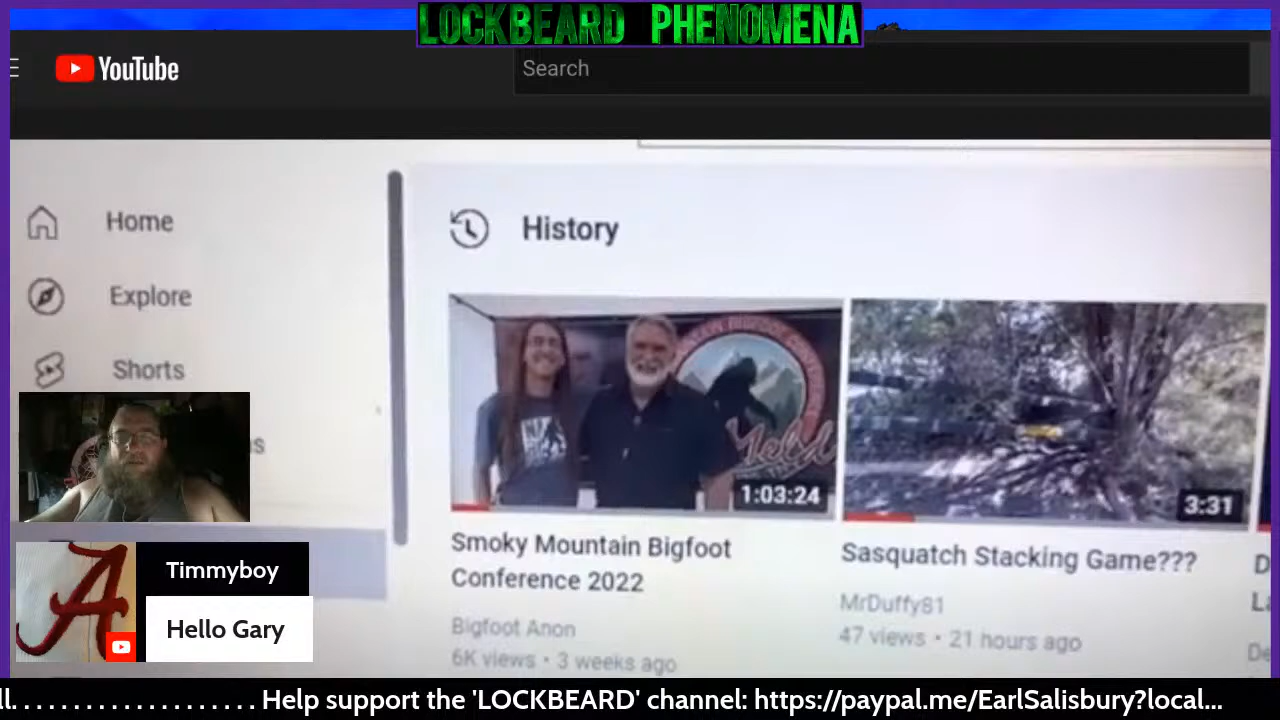 LOCKBEARD PHENOMENA
YouTube
Search
Home
Explore
Shorts
History
1:03:24
3:31
Smoky Mountain Bigfoot
Conference 2022
Bigfoot Anon
6K views • 3 weeks ago
Sasquatch Stacking Game???
MrDuffy81
47 views • 21 hours ago
Timmyboy
Hello Gary
Help support the 'LOCKBEARD' channel: https://paypal.me/EarlSalisbury?local...